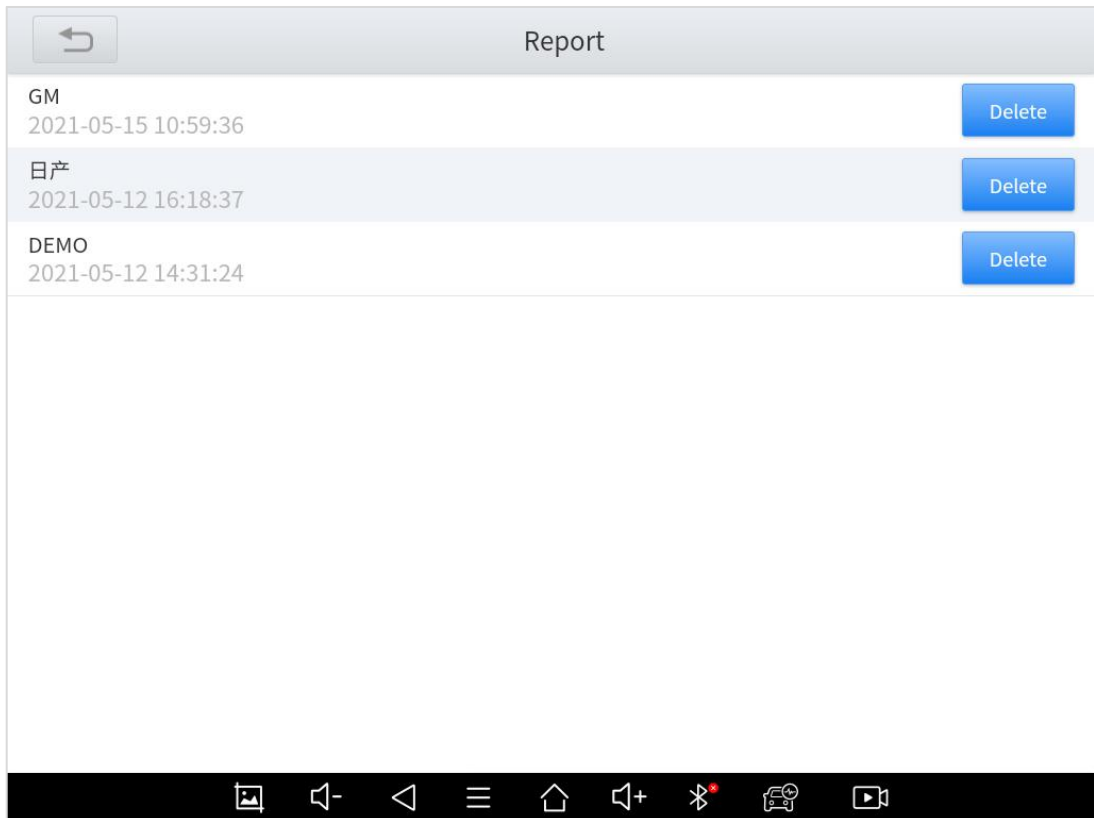 Report
GM
2021-05-15 10:59:36
Delete
日产
2021-05-12 16:18:37
Delete
DEMO
2021-05-12 14:31:24
Delete